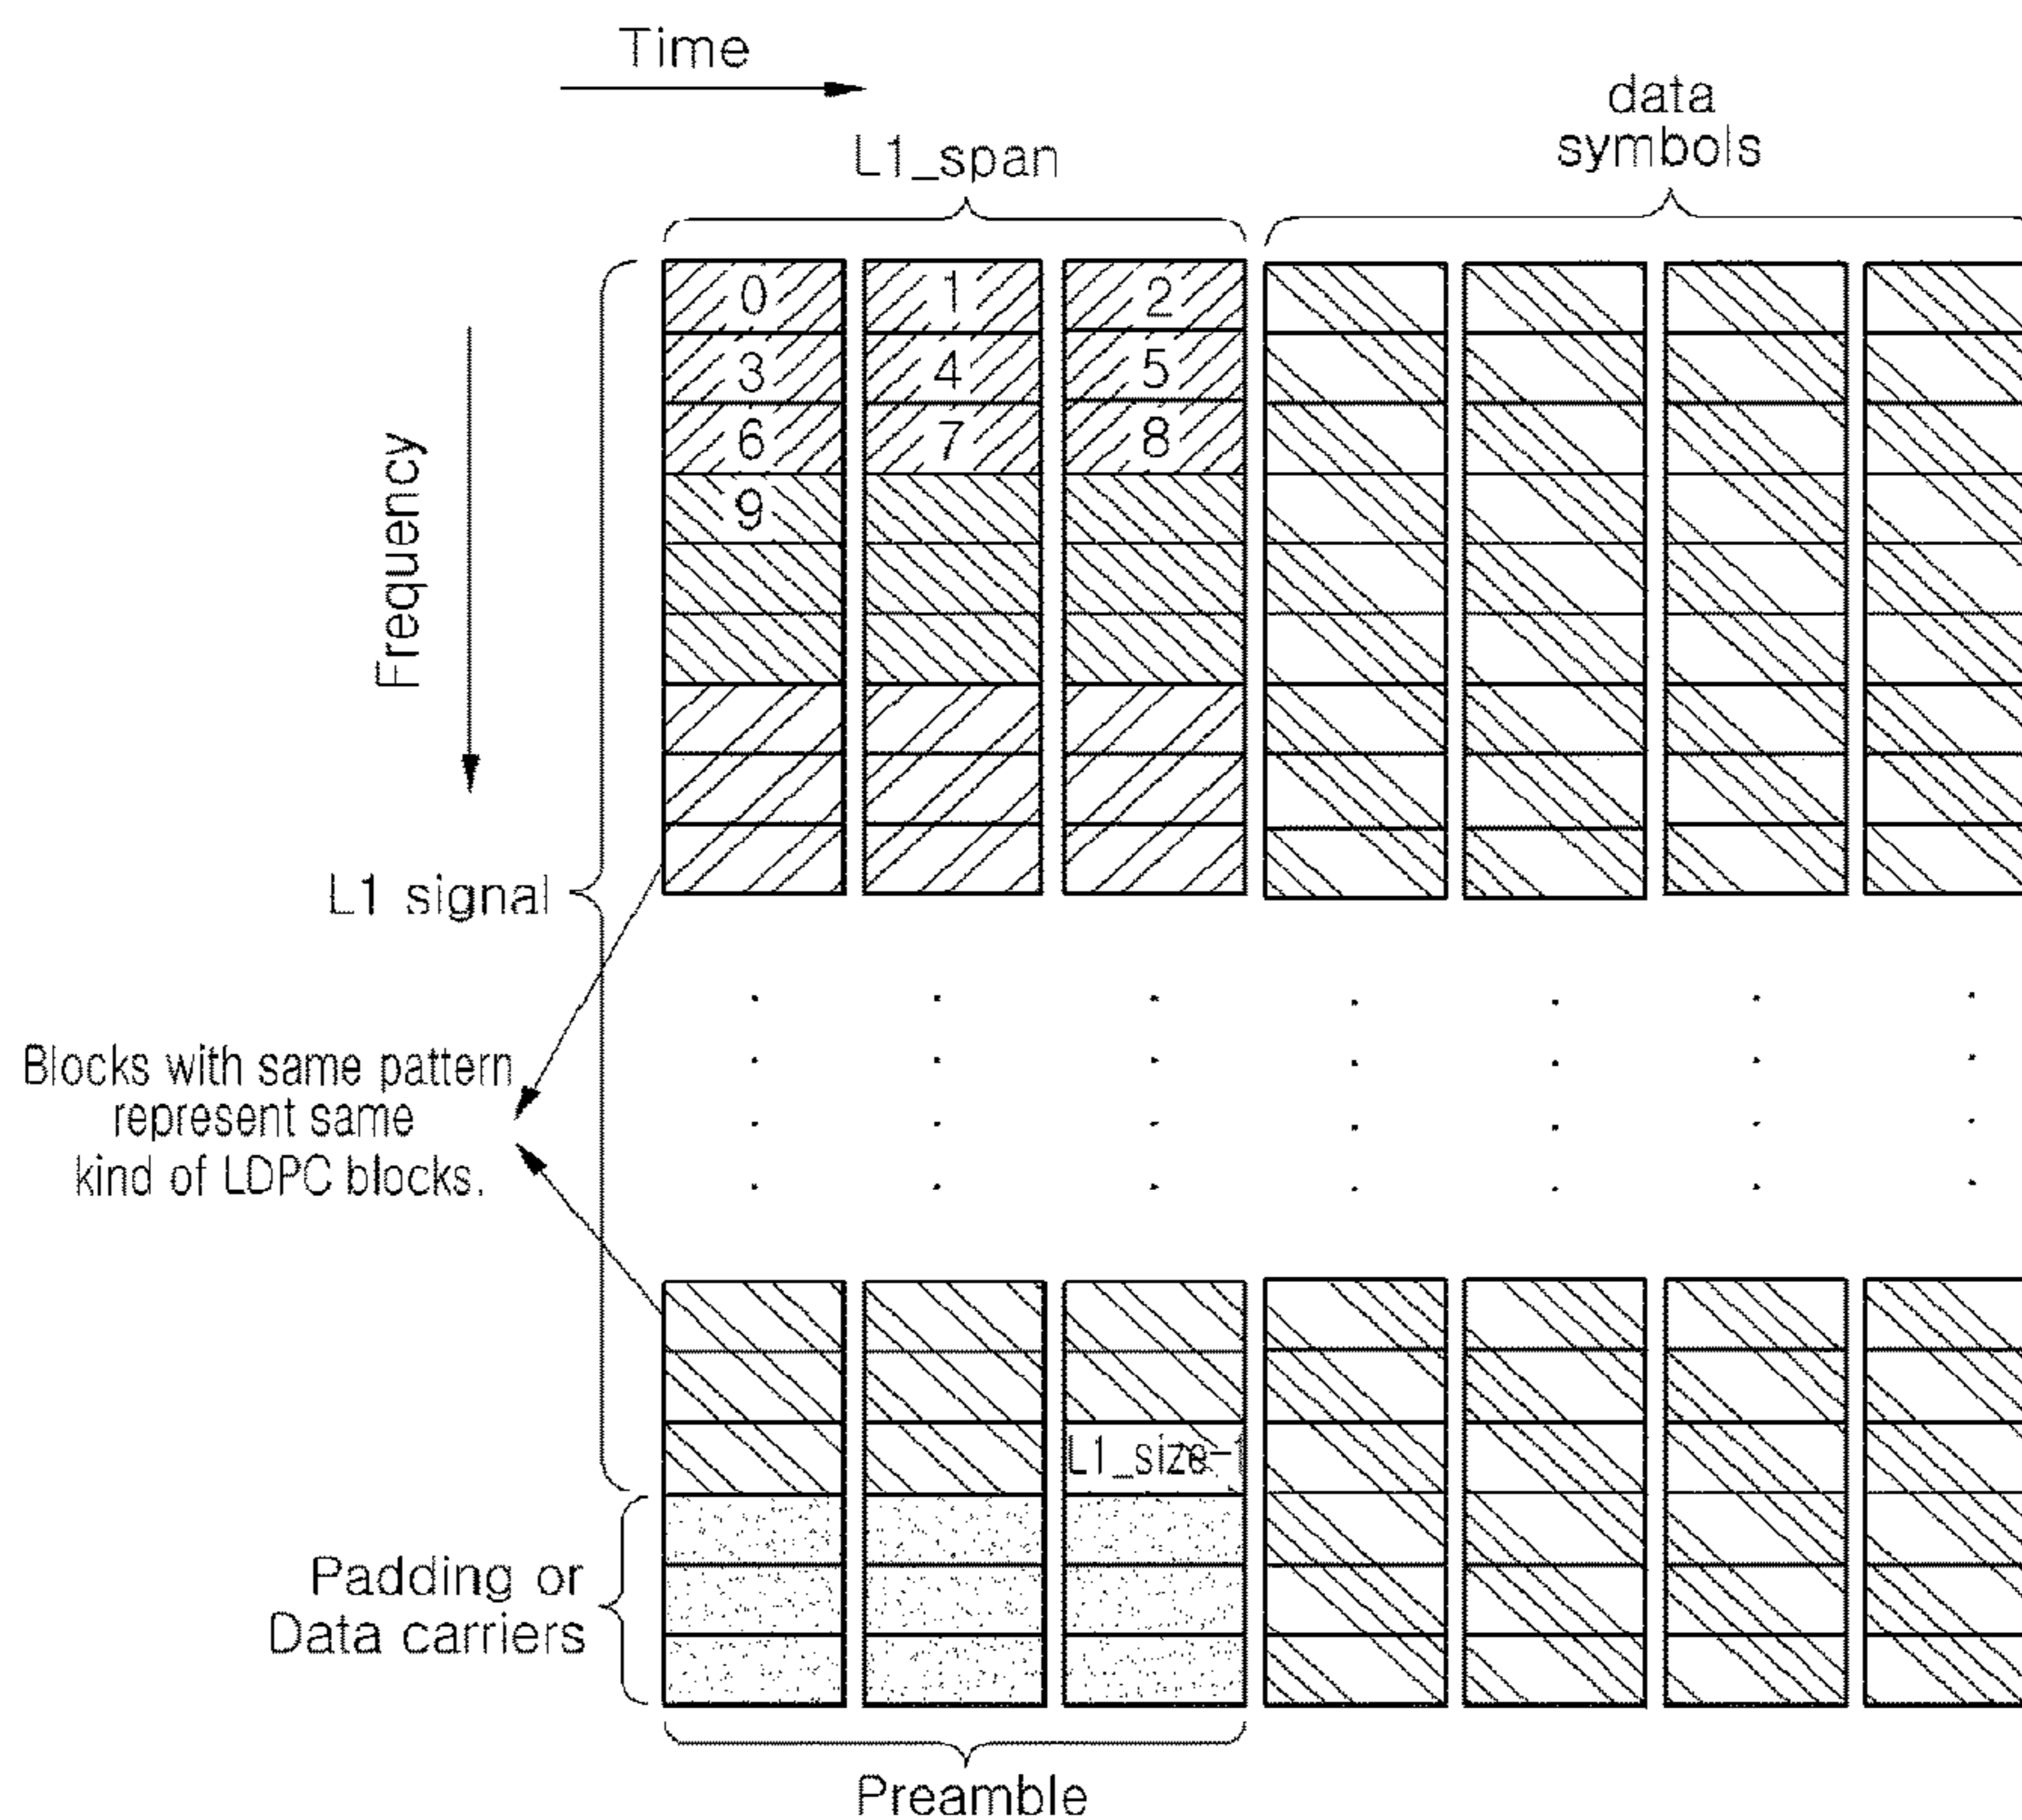 Time
data
symbols
L1_span
0 1 2
3 4 5
6 7 8
9
Frequency
L1 signal
Blocks with same pattern
represent same
kind of LDPC blocks.
L1_size-1
Padding or
Data carriers
Preamble